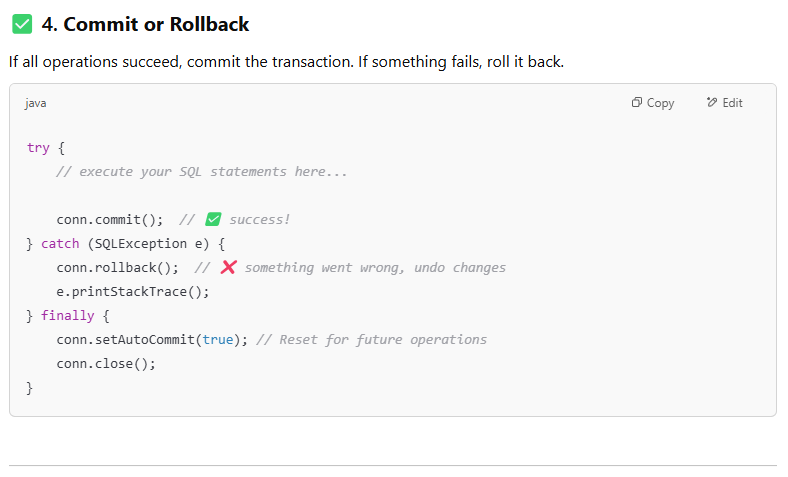 ✅ 4. Commit or Rollback
If all operations succeed, commit the transaction. If something fails, roll it back.
java
Copy
Edit
try {
    // execute your SQL statements here...
    conn.commit();  // ✅ success!
} catch (SQLException e) {
    conn.rollback();  // ❌ something went wrong, undo changes
    e.printStackTrace();
} finally {
    conn.setAutoCommit(true); // Reset for future operations
    conn.close();
}